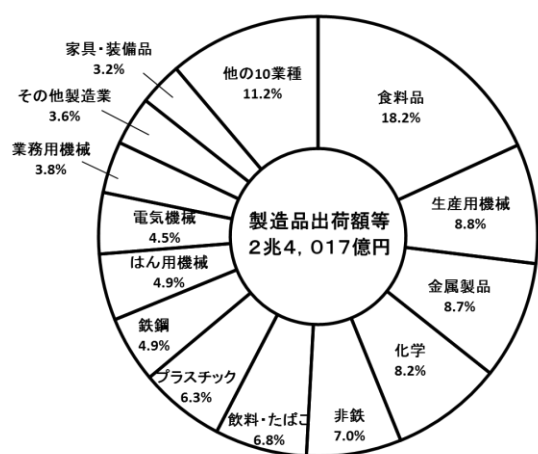 製造品出荷額等
2兆4, 017億円
食料品
18.2%
生産用機械
8.8%
金属製品
8.7%
化学
8.2%
非鉄
7.0%
飲料・たばこ
6.8%
プラスチック
6.3%
鉄鋼
4.9%
はん用機械
4.9%
電気機械
4.5%
業務用機械
3.8%
その他製造業
3.6%
家具・装備品
3.2%
他の10業種
11.2%